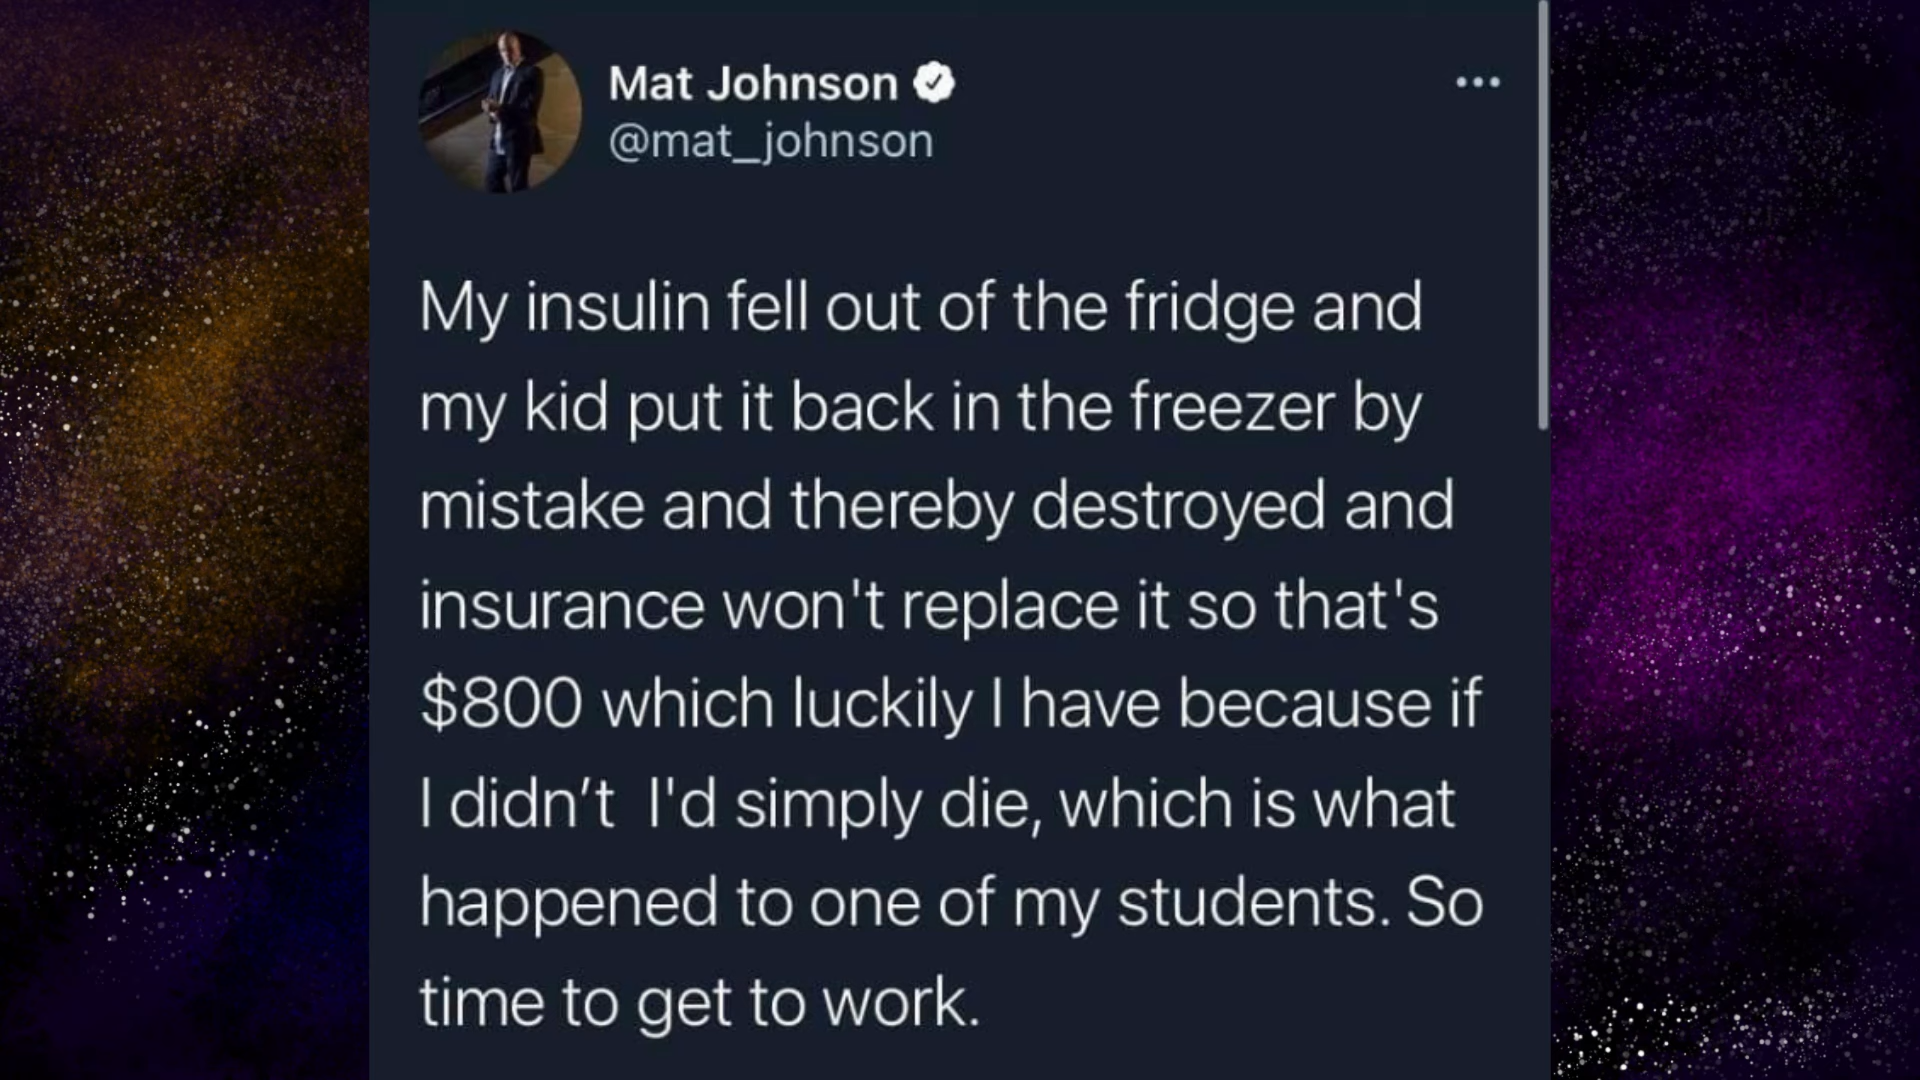 Mat Johnson
@mat_johnson
My insulin fell out of the fridge and
my kid put it back in the freezer by
mistake and thereby destroyed and
insurance won't replace it so that's
$800 which luckily I have because if
I didn’t  I'd simply die, which is what
happened to one of my students. So
time to get to work.